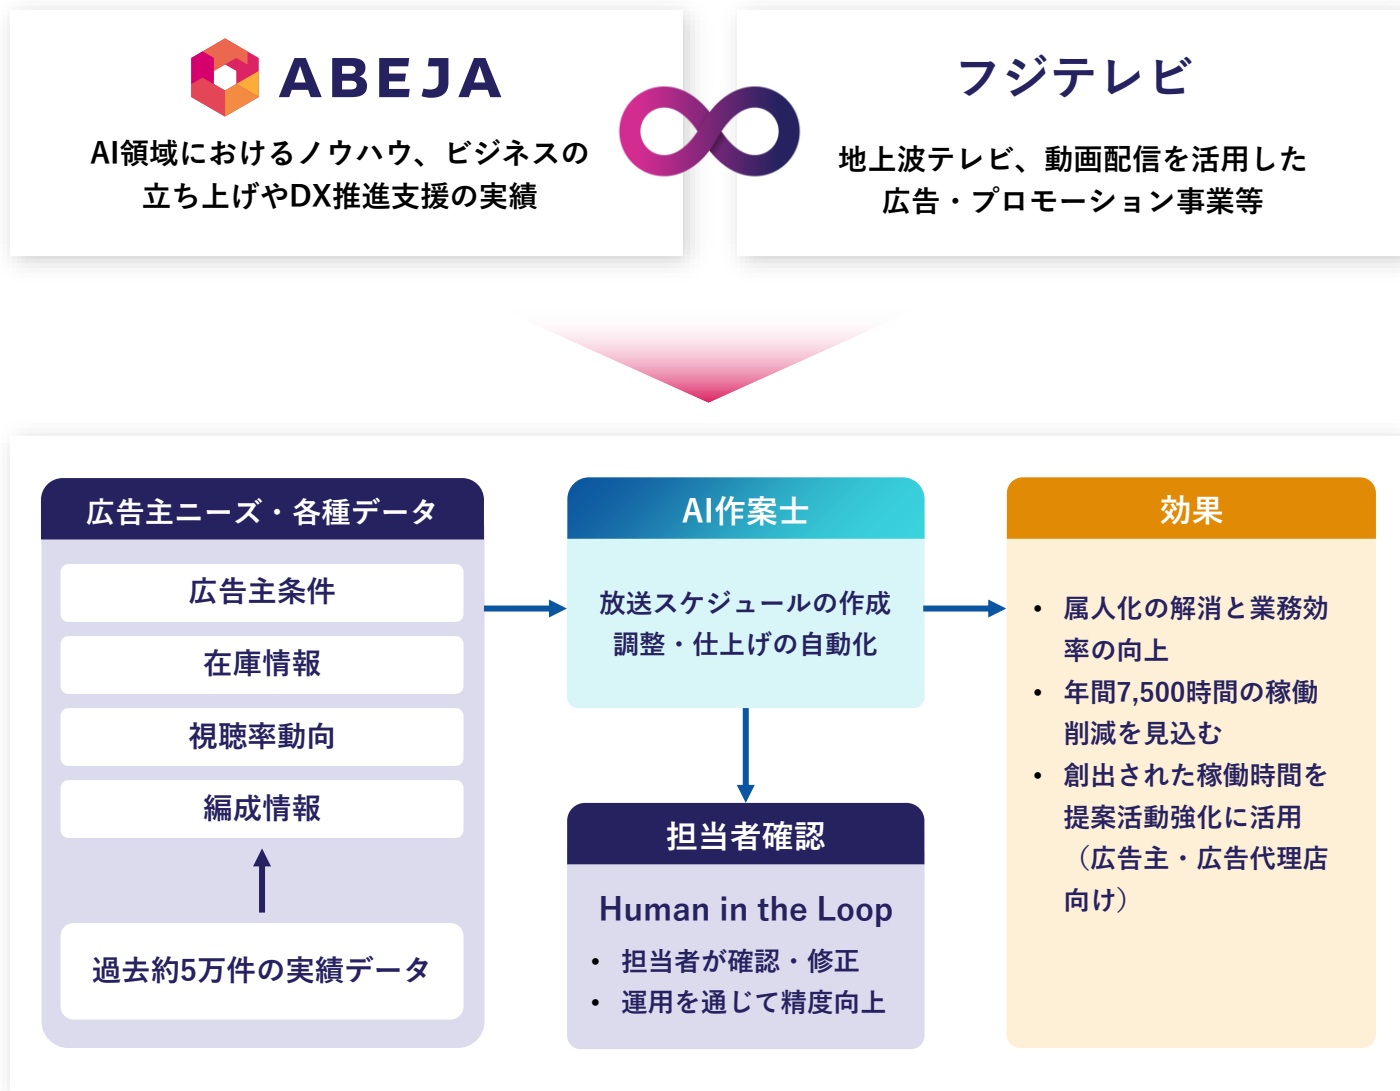 ABEJA
AI領域におけるノウハウ、ビジネスの
立ち上げやDX推進支援の実績
フジテレビ
地上波テレビ、動画配信を活用した
広告・プロモーション事業等
広告主ニーズ・各種データ
広告主条件
在庫情報
視聴率動向
編成情報
過去約5万件の実績データ
AI作案士
放送スケジュールの作成
調整・仕上げの自動化
担当者確認
Human in the Loop
• 担当者が確認・修正
• 運用を通じて精度向上
効果
• 属人化の解消と業務効
率の向上
• 年間7,500時間の稼働
削減を見込む
• 創出された稼働時間を
提案活動強化に活用
（広告主・広告代理店
向け）